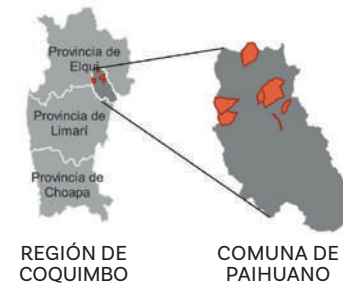 Provincia de
Elqui
Provincia de
Limarí
Provincia de
Choapa
REGIÓN DE
COQUIMBO
COMUNA DE
PAIHUANO